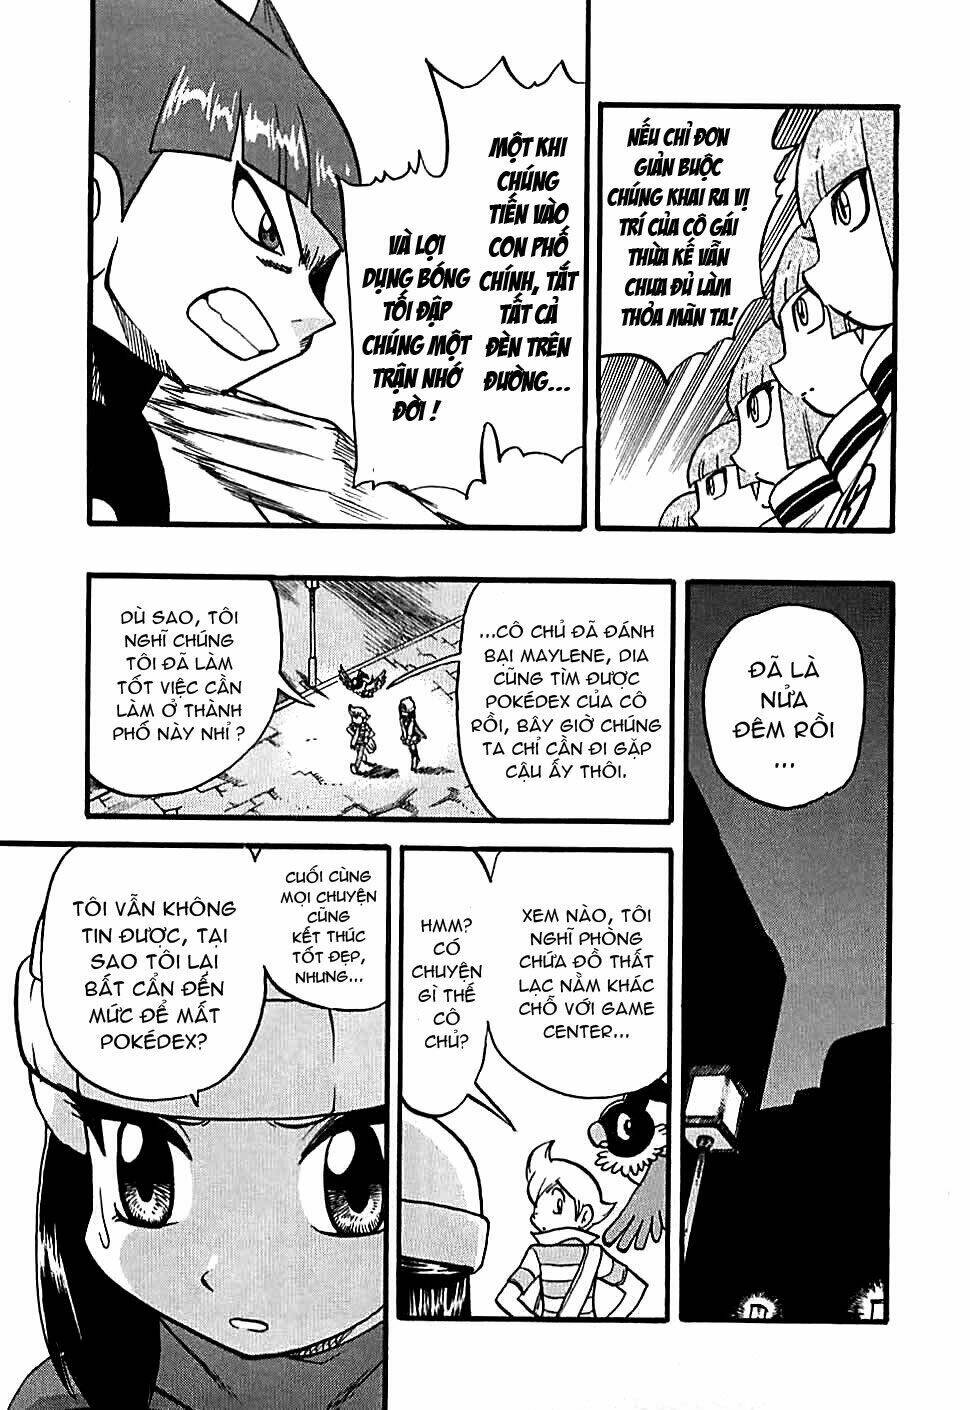 NẾU CHỈ ĐƠN
GIẢN BUỘC
CHÚNG KHAI RA VỊ
TRÍ CỦA CÔ GÁI
THỪA KẾ VẪN
CHƯA ĐỦ LÀM
THỎA MÃN TA!
MỘT KHI
CHÚNG
TIẾN VÀO
CON PHỐ
CHÍNH, TẮT
TẤT CẢ
ĐÈN TRÊN
ĐƯỜNG...
VÀ LỢI
DỤNG BÓNG
TỐI ĐẬP
CHÚNG MỘT
TRẬN NHỚ
ĐỜI !
ĐÃ LÀ
NỬA
ĐÊM RỒI
...
...CÔ CHỦ ĐÃ ĐÁNH
BẠI MAYLENE, DIA
CŨNG TÌM ĐƯỢC
POKÉDEX CỦA CÔ
RỒI, BÂY GIỜ CHÚNG
TA CHỈ CẦN ĐI GẶP
CẬU ẤY THÔI.
DÙ SAO, TÔI
NGHĨ CHÚNG
TÔI ĐÃ LÀM
TỐT VIỆC CẦN
LÀM Ở THÀNH
PHỐ NÀY NHỈ ?
XEM NÀO, TÔI
NGHĨ PHÒNG
CHỨA ĐỒ THẤT
LẠC NẰM KHÁC
CHỖ VỚI GAME
CENTER...
HMM?
CÓ
CHUYỆN
GÌ THẾ
CÔ
CHỦ?
CUỐI CÙNG
MỌI CHUYỆN
CŨNG
KẾT THÚC
TỐT ĐẸP,
NHƯNG...
TÔI VẪN KHÔNG
TIN ĐƯỢC, TẠI
SAO TÔI LẠI
BẤT CẨN ĐẾN
MỨC ĐỂ MẤT
POKÉDEX?